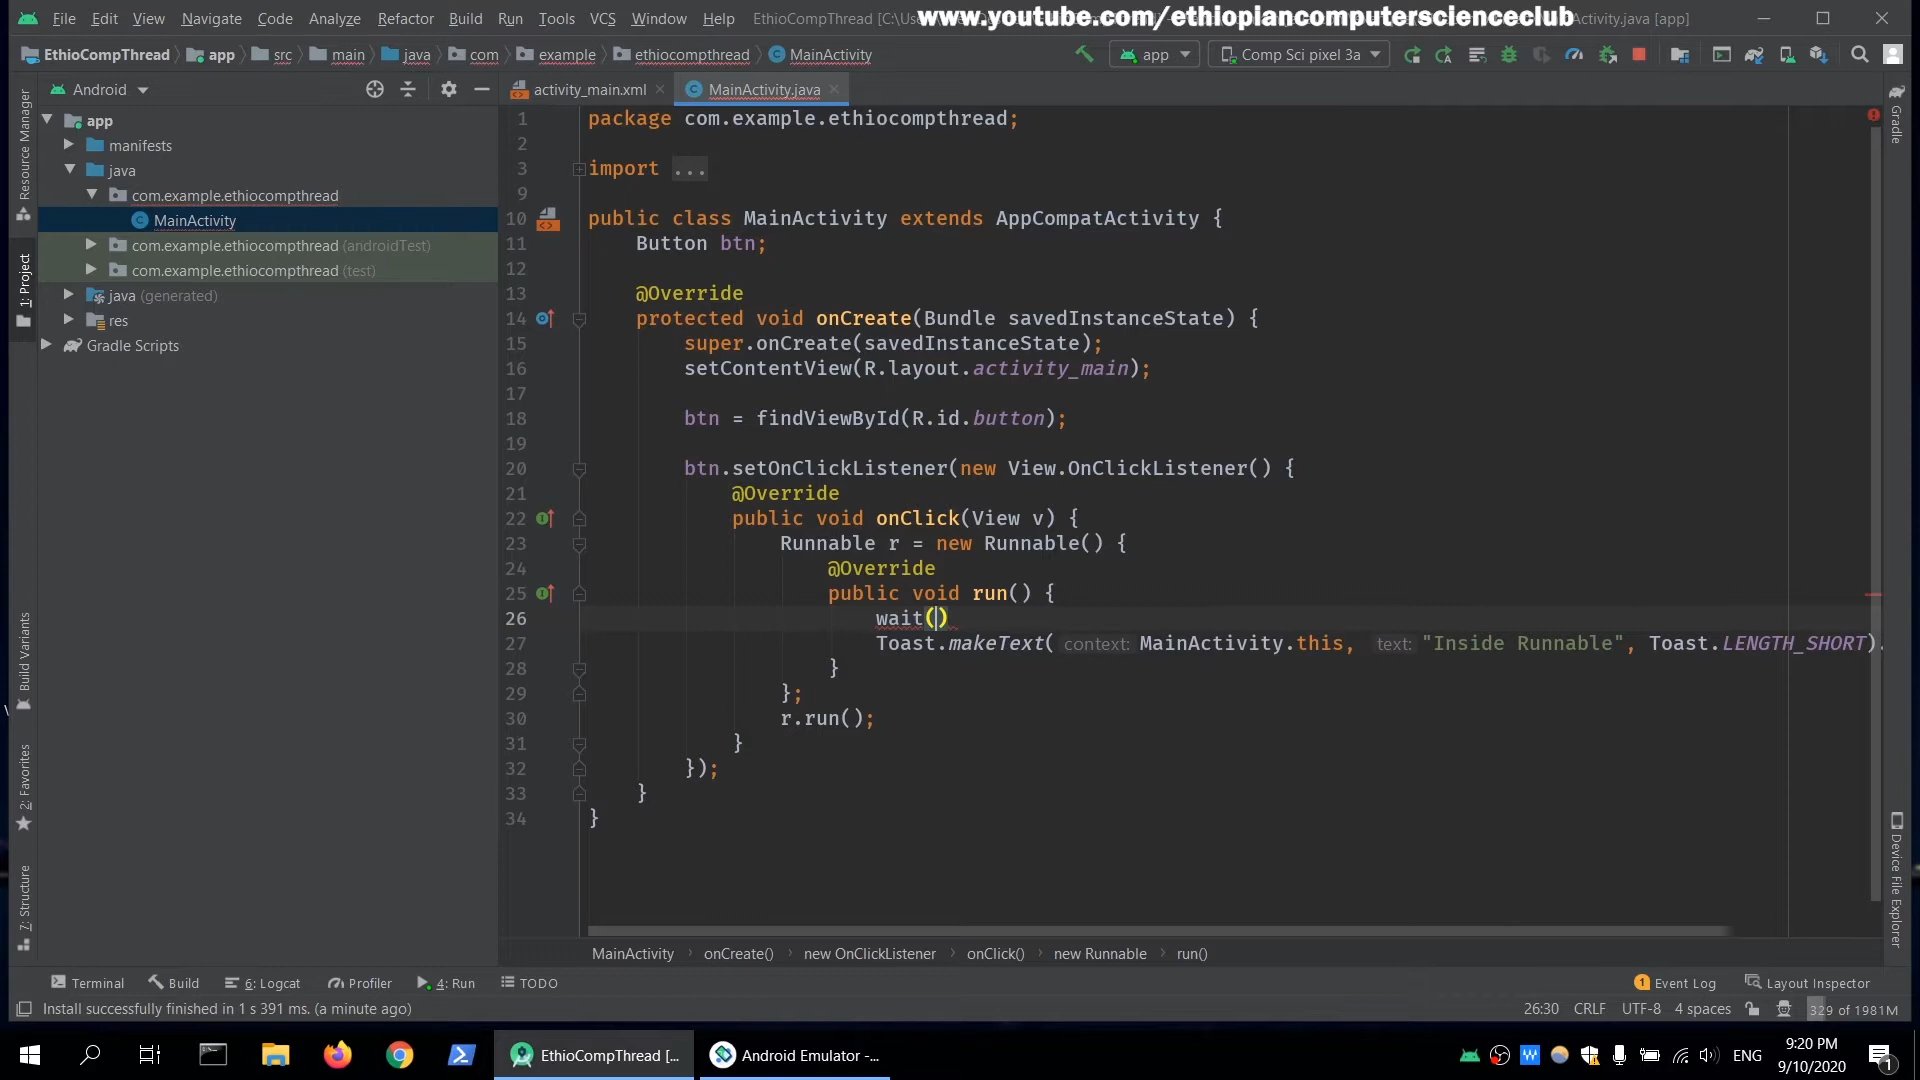 File Edit View Navigate Code Analyze Refactor Build Run Tools VCS Window Help EthioCompThread [C:\U
www.youtube.com/ethiopiancomputerscienceclub
Activity.java [app]
EthioCompThread app src main java com example ethiocompthread MainActivity app Comp Sci pixel 3a
Android activity_main.xml MainActivity.java
app
manifests
java
com.example.ethiocompthread
MainActivity
com.example.ethiocompthread (androidTest)
com.example.ethiocompthread (test)
java (generated)
res
Gradle Scripts
Resource Manager
1: Project
Build Variants
2: Favorites
7: Structure
1 package com.example.ethiocompthread;
2
3 import ...
9
10 public class MainActivity extends AppCompatActivity {
11 Button btn;
12
13 @Override
14 protected void onCreate(Bundle savedInstanceState) {
15 super.onCreate(savedInstanceState);
16 setContentView(R.layout.activity_main);
17
18 btn = findViewById(R.id.button);
19
20 btn.setOnClickListener(new View.OnClickListener() {
21 @Override
22 public void onClick(View v) {
23 Runnable r = new Runnable() {
24 @Override
25 public void run() {
26 wait()
27 Toast.makeText( context: MainActivity.this, text: "Inside Runnable", Toast.LENGTH_SHORT).
28 }
29 };
30 r.run();
31 }
32 });
33 }
34 }
Gradle
Device File Explorer
MainActivity onCreate() new OnClickListener onClick() new Runnable run()
Terminal Build 6: Logcat Profiler 4: Run TODO 1 Event Log Layout Inspector
Install successfully finished in 1 s 391 ms. (a minute ago) 26:30 CRLF UTF-8 4 spaces 329 of 1981M
EthioCompThread [... Android Emulator -... ENG 9:20 PM
9/10/2020 1